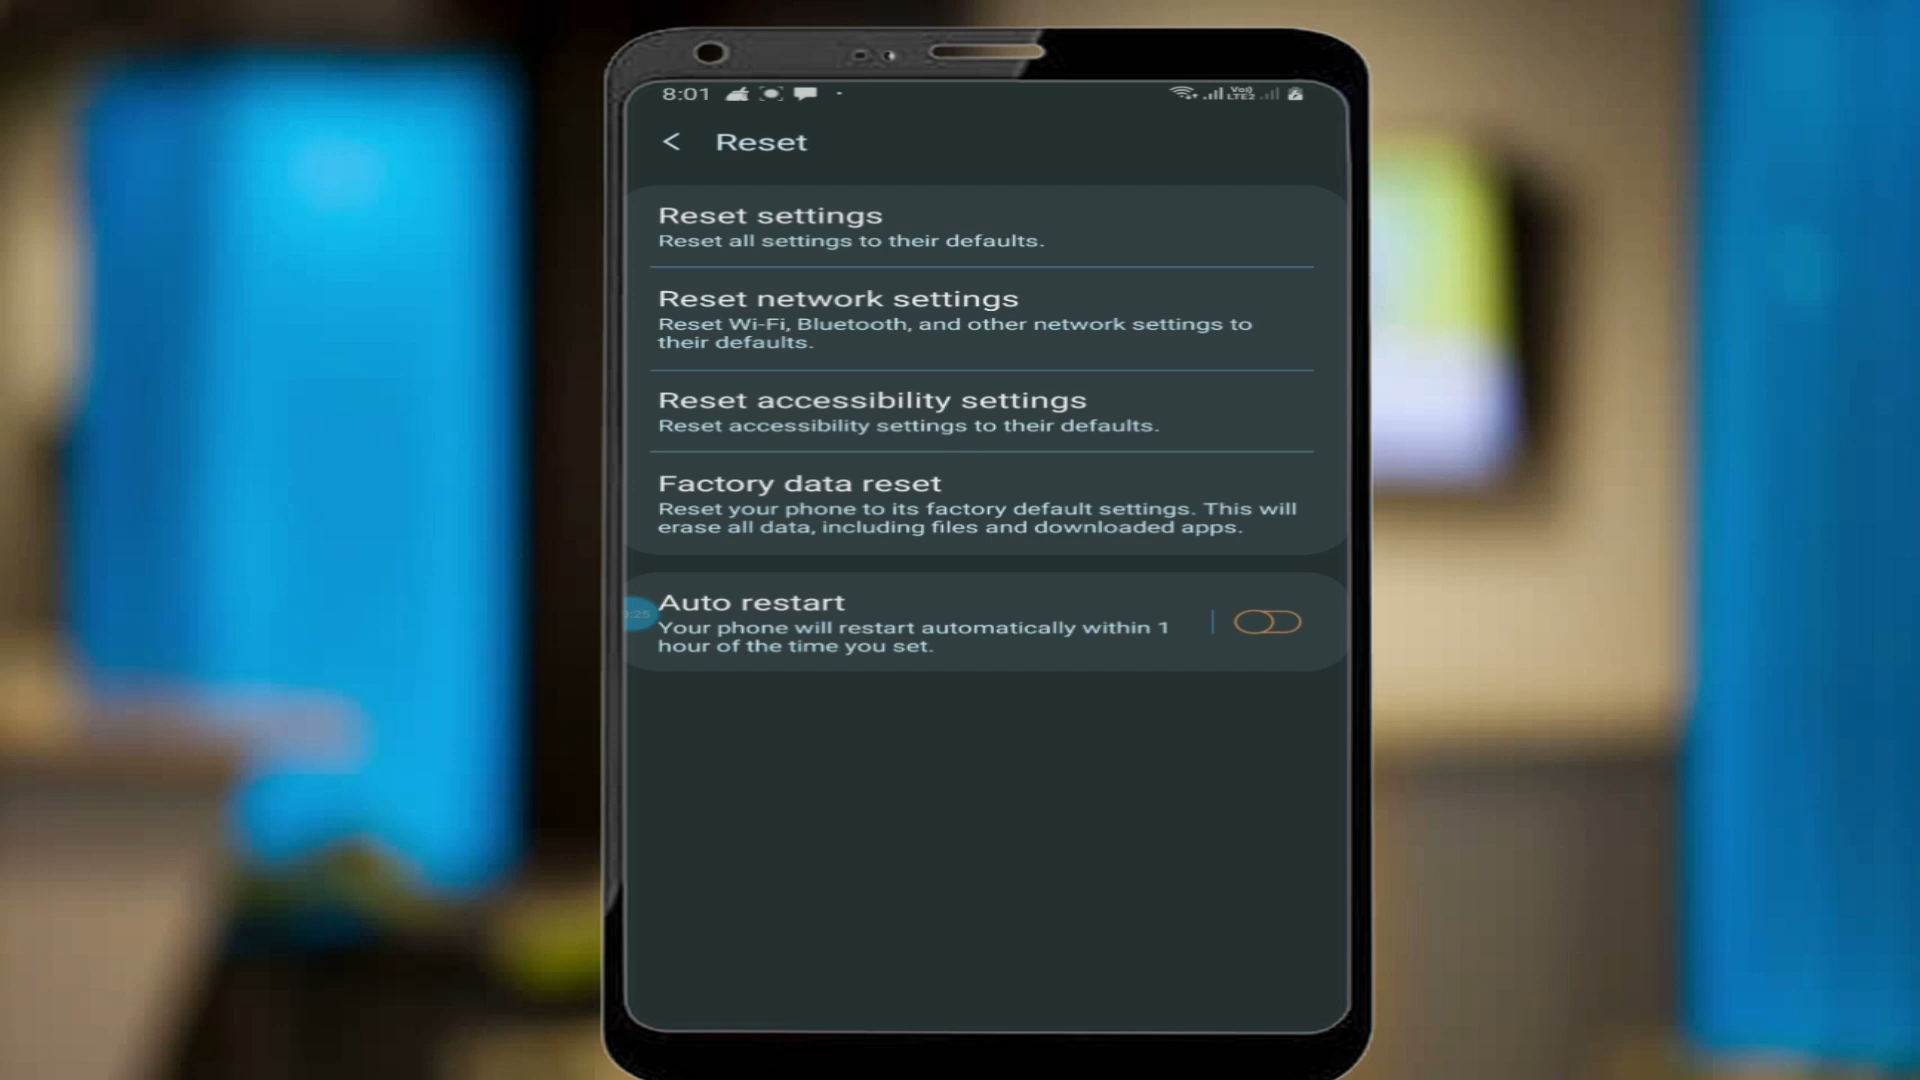 8:01 Vo) LTE2
Reset
Reset settings
Reset all settings to their defaults.
Reset network settings
Reset Wi-Fi, Bluetooth, and other network settings to
their defaults.
Reset accessibility settings
Reset accessibility settings to their defaults.
Factory data reset
Reset your phone to its factory default settings. This will
erase all data, including files and downloaded apps.
Auto restart
Your phone will restart automatically within 1
hour of the time you set.